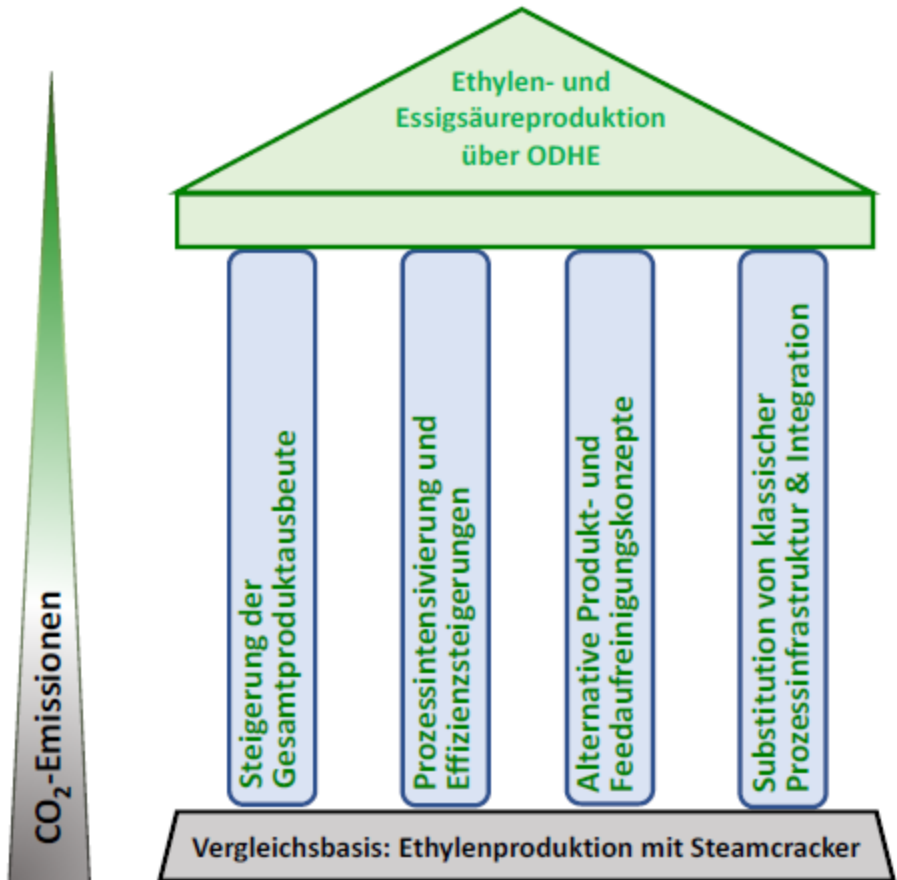 Ethylen- und
Essigsäureproduktion
über ODHE
CO₂-Emissionen
Steigerung der
Gesamtproduktausbeute
Prozessintensivierung und
Effizienzsteigerungen
Alternative Produkt- und
Feedaufreinigungskonzepte
Substitution von klassischer
Prozessinfrastruktur & Integration
Vergleichsbasis: Ethylenproduktion mit Steamcracker